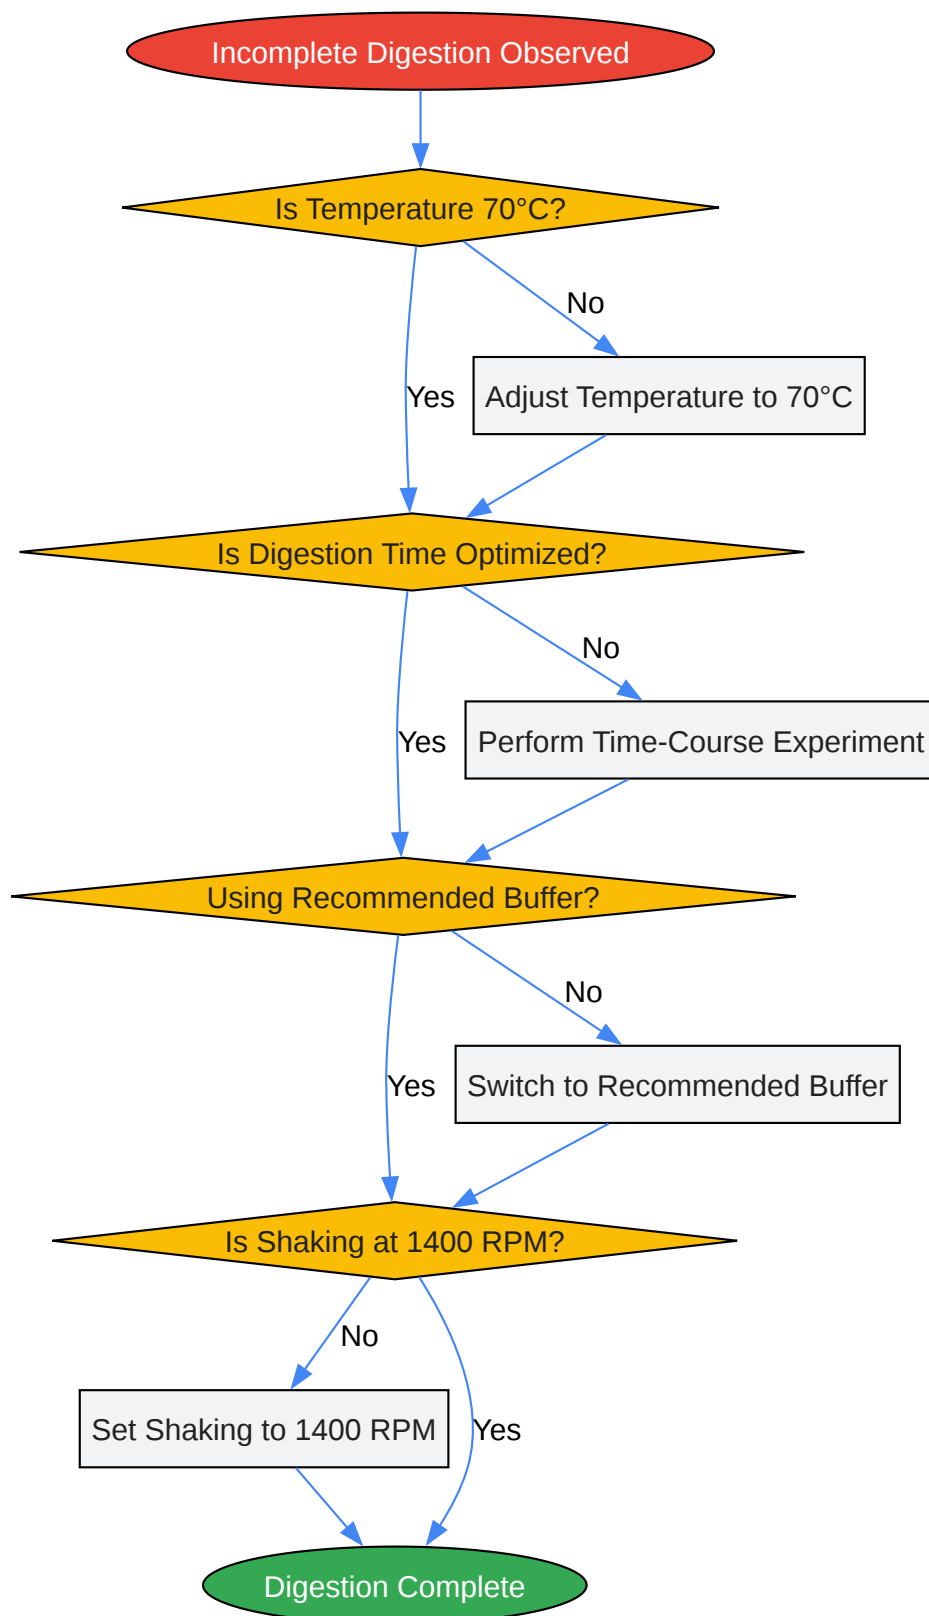 Incomplete Digestion Observed
Is Temperature 70°C?
No
Yes
Adjust Temperature to 70°C
Is Digestion Time Optimized?
No
Yes
Perform Time-Course Experiment
Using Recommended Buffer?
No
Yes
Switch to Recommended Buffer
Is Shaking at 1400 RPM?
No
Set Shaking to 1400 RPM
Yes
Digestion Complete